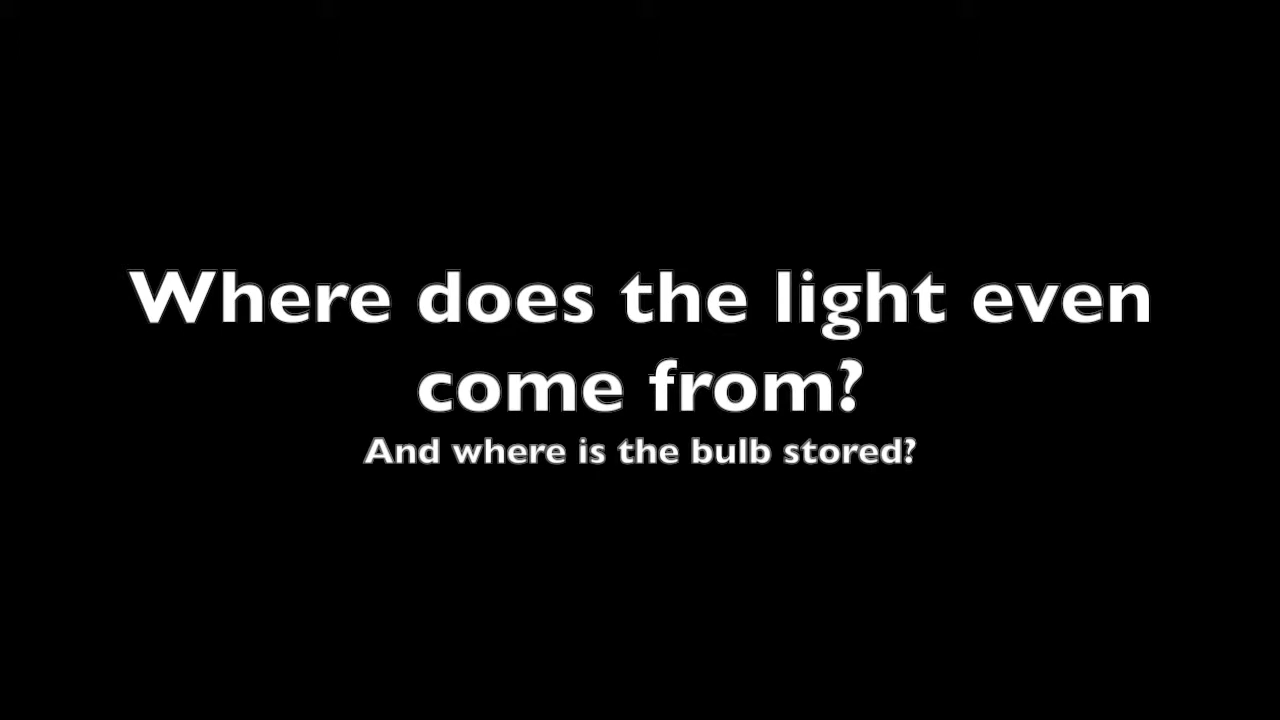 Where does the light even
come from?
And where is the bulb stored?